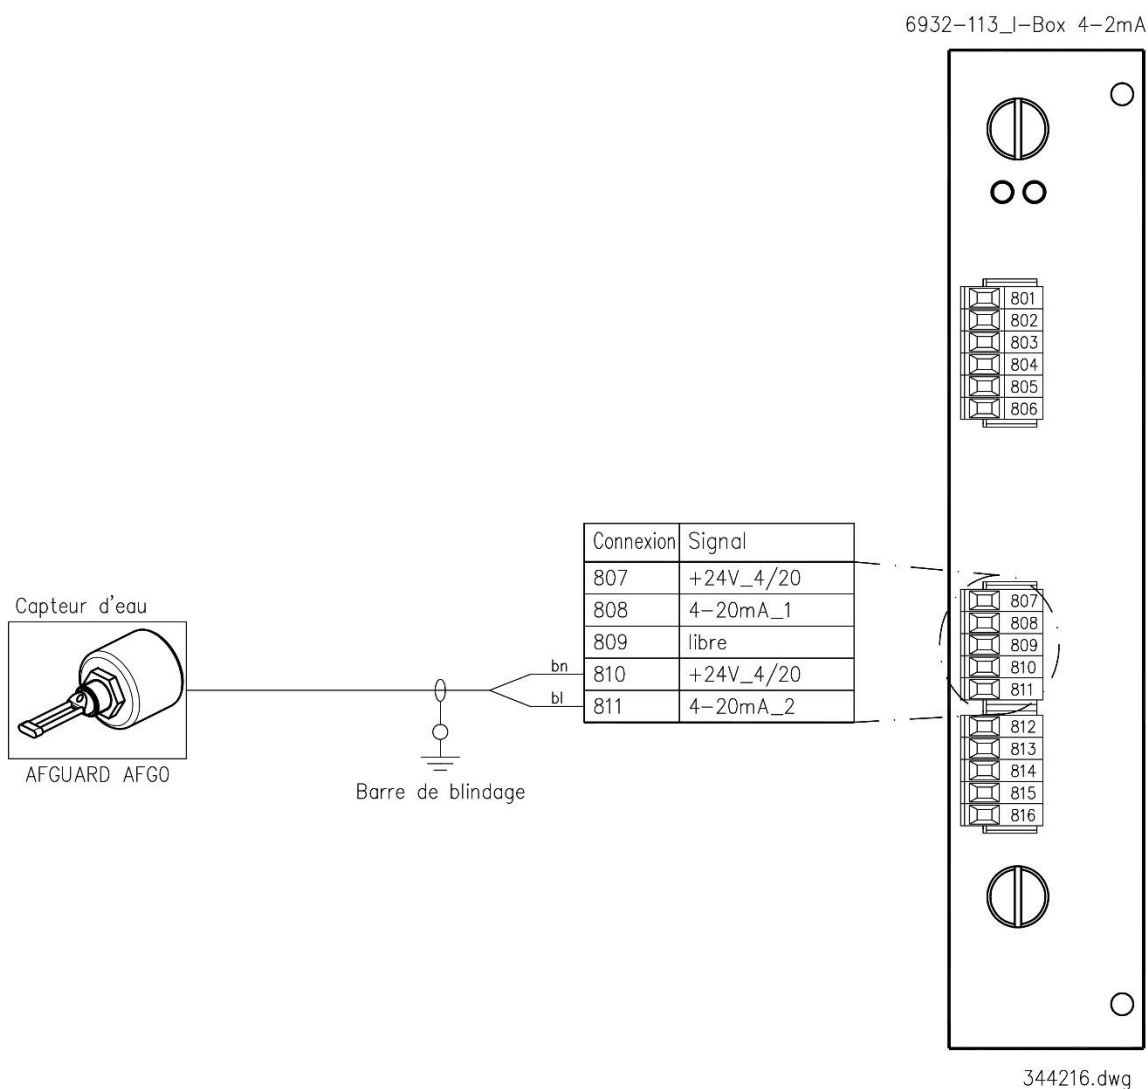 6932-113_I-Box 4-2mA
801
802
803
804
805
806
Connexion Signal
807 +24V_4/20
808 4-20mA_1
809 libre
810 +24V_4/20
811 4-20mA_2
bn
bl
Capteur d'eau
AFGUARD AFGO
Barre de blindage
807
808
809
810
811
812
813
814
815
816
344216.dwg